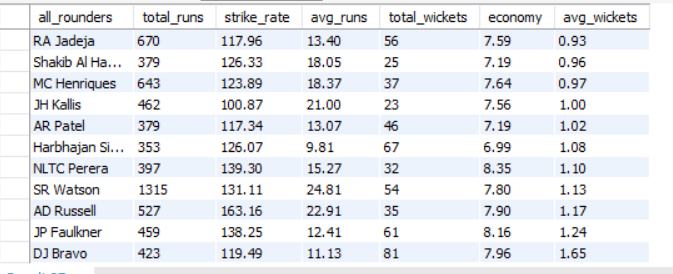 all_rounders total_runs strike_rate avg_runs total_wickets economy avg_wickets
RA Jadeja 670 117.96 13.40 56 7.59 0.93
Shakib Al Ha... 379 126.33 18.05 25 7.19 0.96
MC Henriques 643 123.89 18.37 37 7.64 0.97
JH Kallis 462 100.87 21.00 23 7.56 1.00
AR Patel 379 117.34 13.07 46 7.19 1.02
Harbhajan Si... 353 126.07 9.81 67 6.99 1.08
NLTC Perera 397 139.30 15.27 32 8.35 1.10
SR Watson 1315 131.11 24.81 54 7.80 1.13
AD Russell 527 163.16 22.91 35 7.90 1.17
JP Faulkner 459 138.25 12.41 61 8.16 1.24
DJ Bravo 423 119.49 11.13 81 7.96 1.65